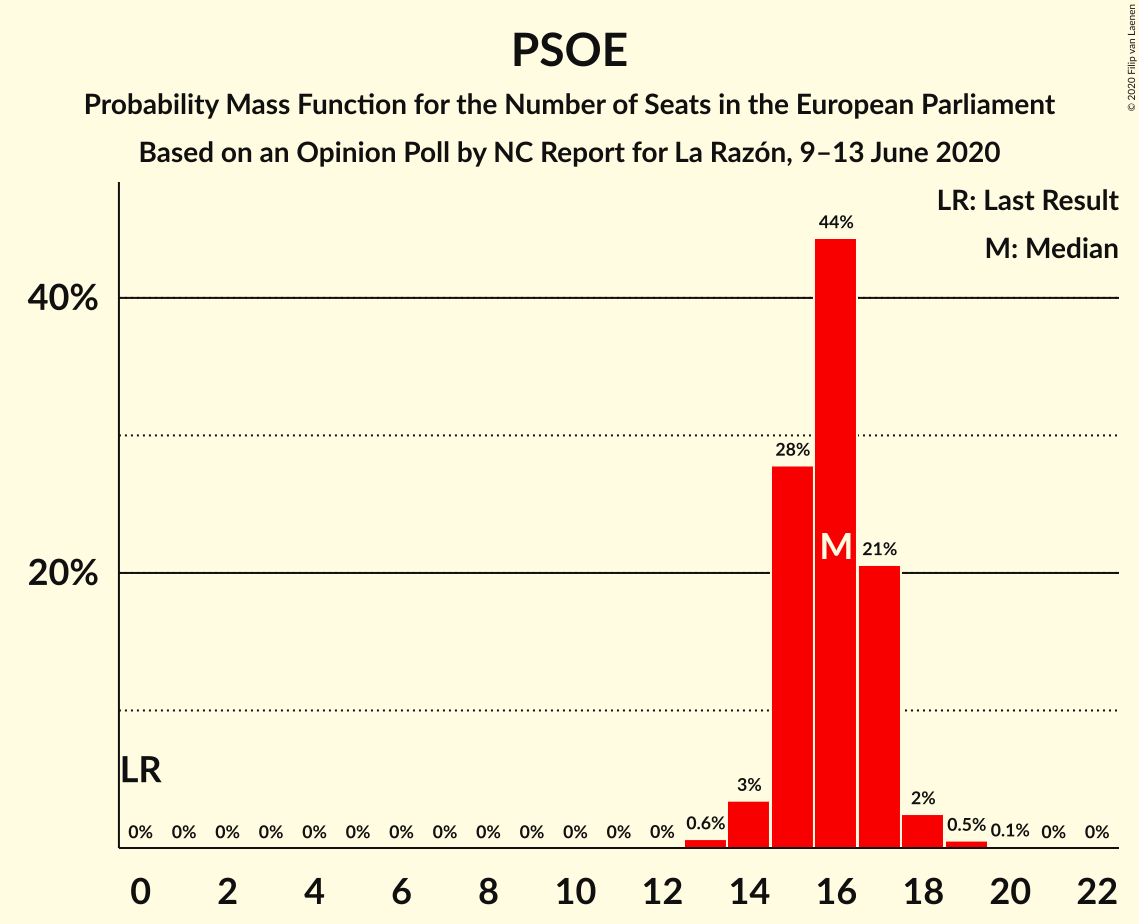 PSOE
Probability Mass Function for the Number of Seats in the European Parliament
Based on an Opinion Poll by NC Report for La Razón, 9–13 June 2020
© 2020 Filip van Laenen
LR: Last Result
M: Median
44%
40%
28%
M
21%
20%
LR
3%
2%
0% 0% 0% 0% 0% 0% 0% 0% 0% 0% 0% 0% 0% 0.6% 0.5% 0.1% 0% 0%
0 2 4 6 8 10 12 14 16 18 20 22